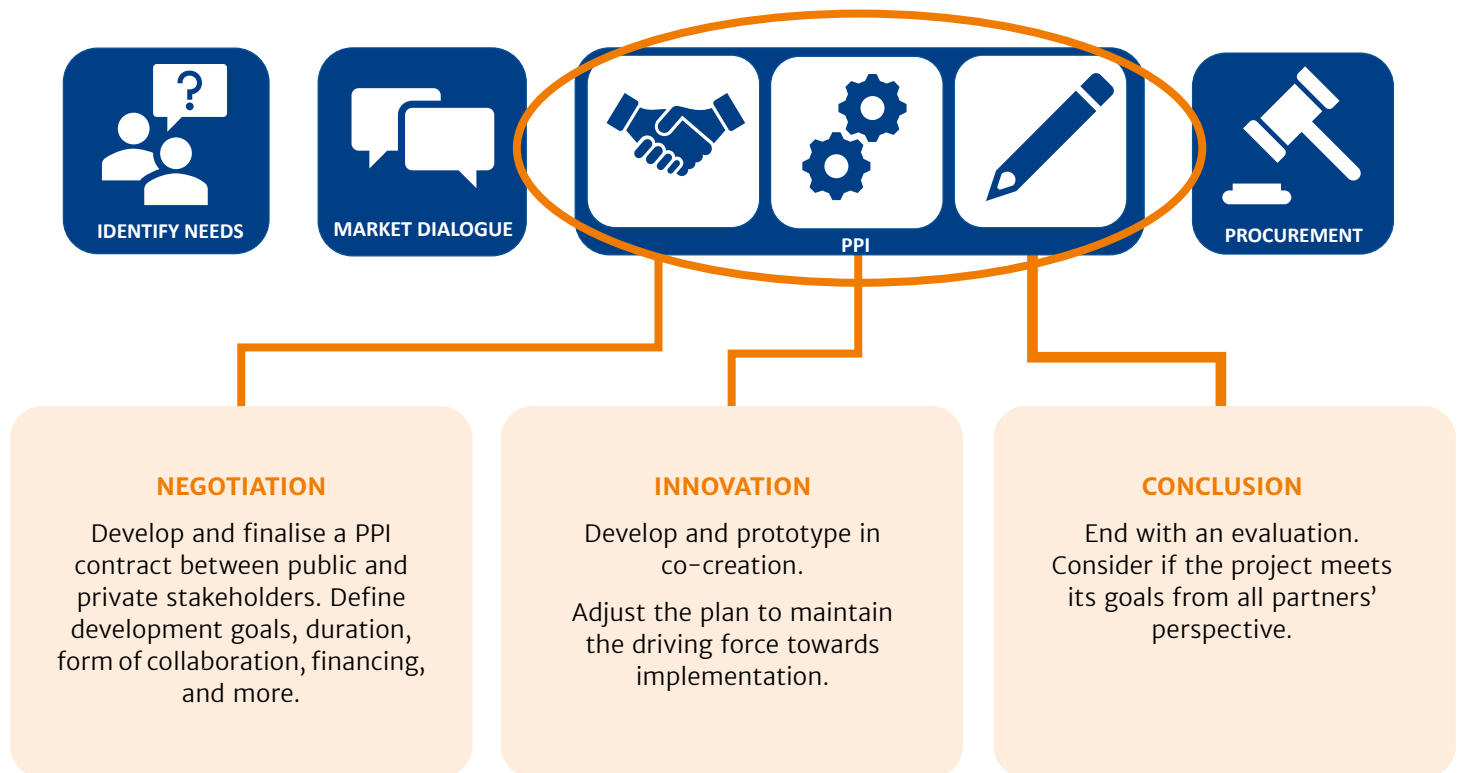 ?
IDENTIFY NEEDS
MARKET DIALOGUE
PPI
PROCUREMENT
NEGOTIATION
Develop and finalise a PPI
contract between public and
private stakeholders. Define
development goals, duration,
form of collaboration, financing,
and more.
INNOVATION
Develop and prototype in
co-creation.
Adjust the plan to maintain
the driving force towards
implementation.
CONCLUSION
End with an evaluation.
Consider if the project meets
its goals from all partners’
perspective.